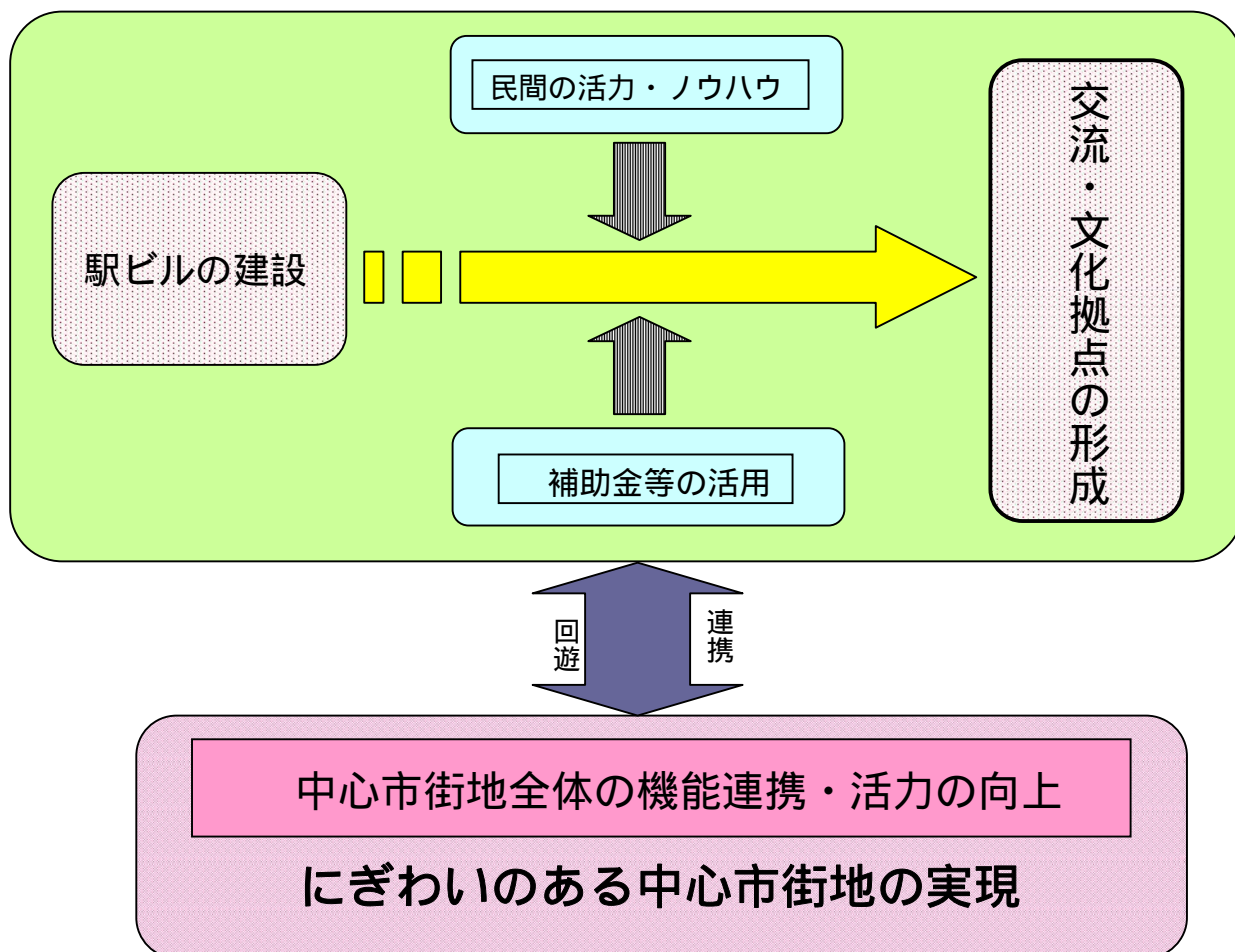 民間の活力・ノウハウ
駅ビルの建設
交流・文化拠点の形成
補助金等の活用
回遊
連携
中心市街地全体の機能連携・活力の向上
にぎわいのある中心市街地の実現